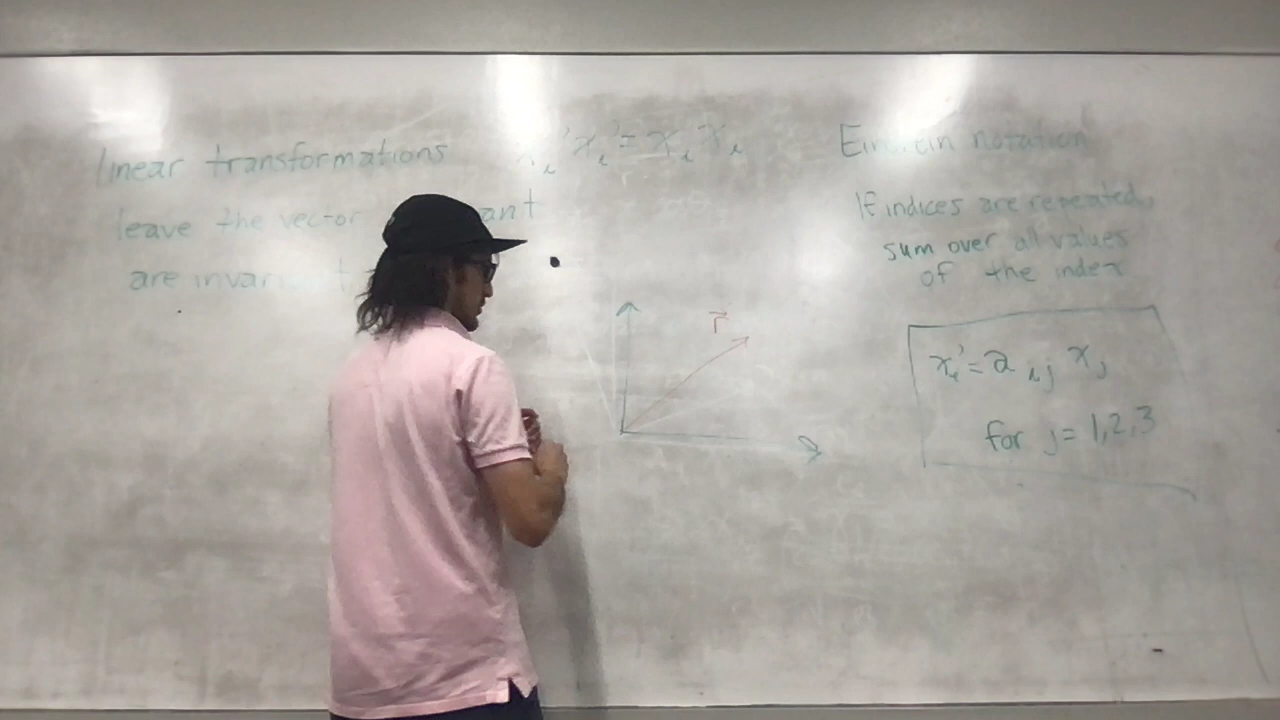 linear transformations
leave the vector
are
x_i' x_i' = x_i x_i
r⃗
Einstein notation
If indices are repeated,
sum over all values
of the index
x_i' = a_ij x_j
for j = 1,2,3